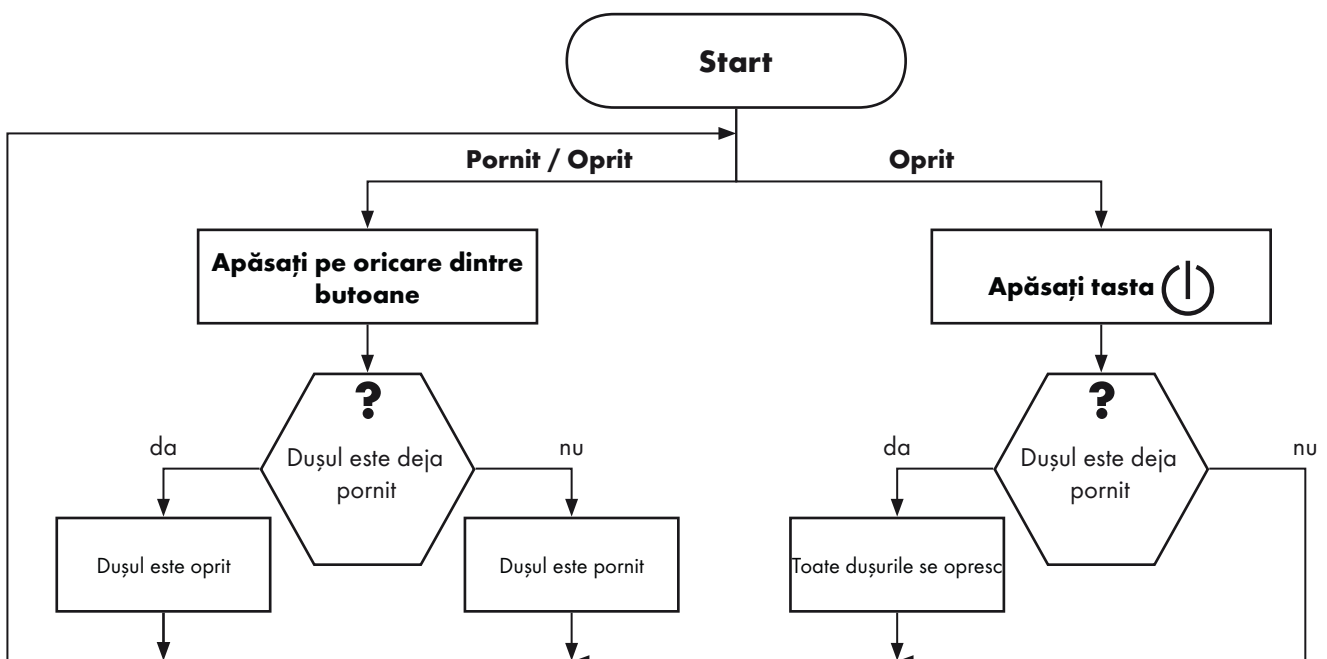 Start
Pornit / Oprit
Oprit
Apăsați pe oricare dintre
butoane
Apăsați tasta
?
Dușul este deja
pornit
da
nu
?
Dușul este deja
pornit
da
nu
Dușul este oprit
Dușul este pornit
Toate dușurile se opresc